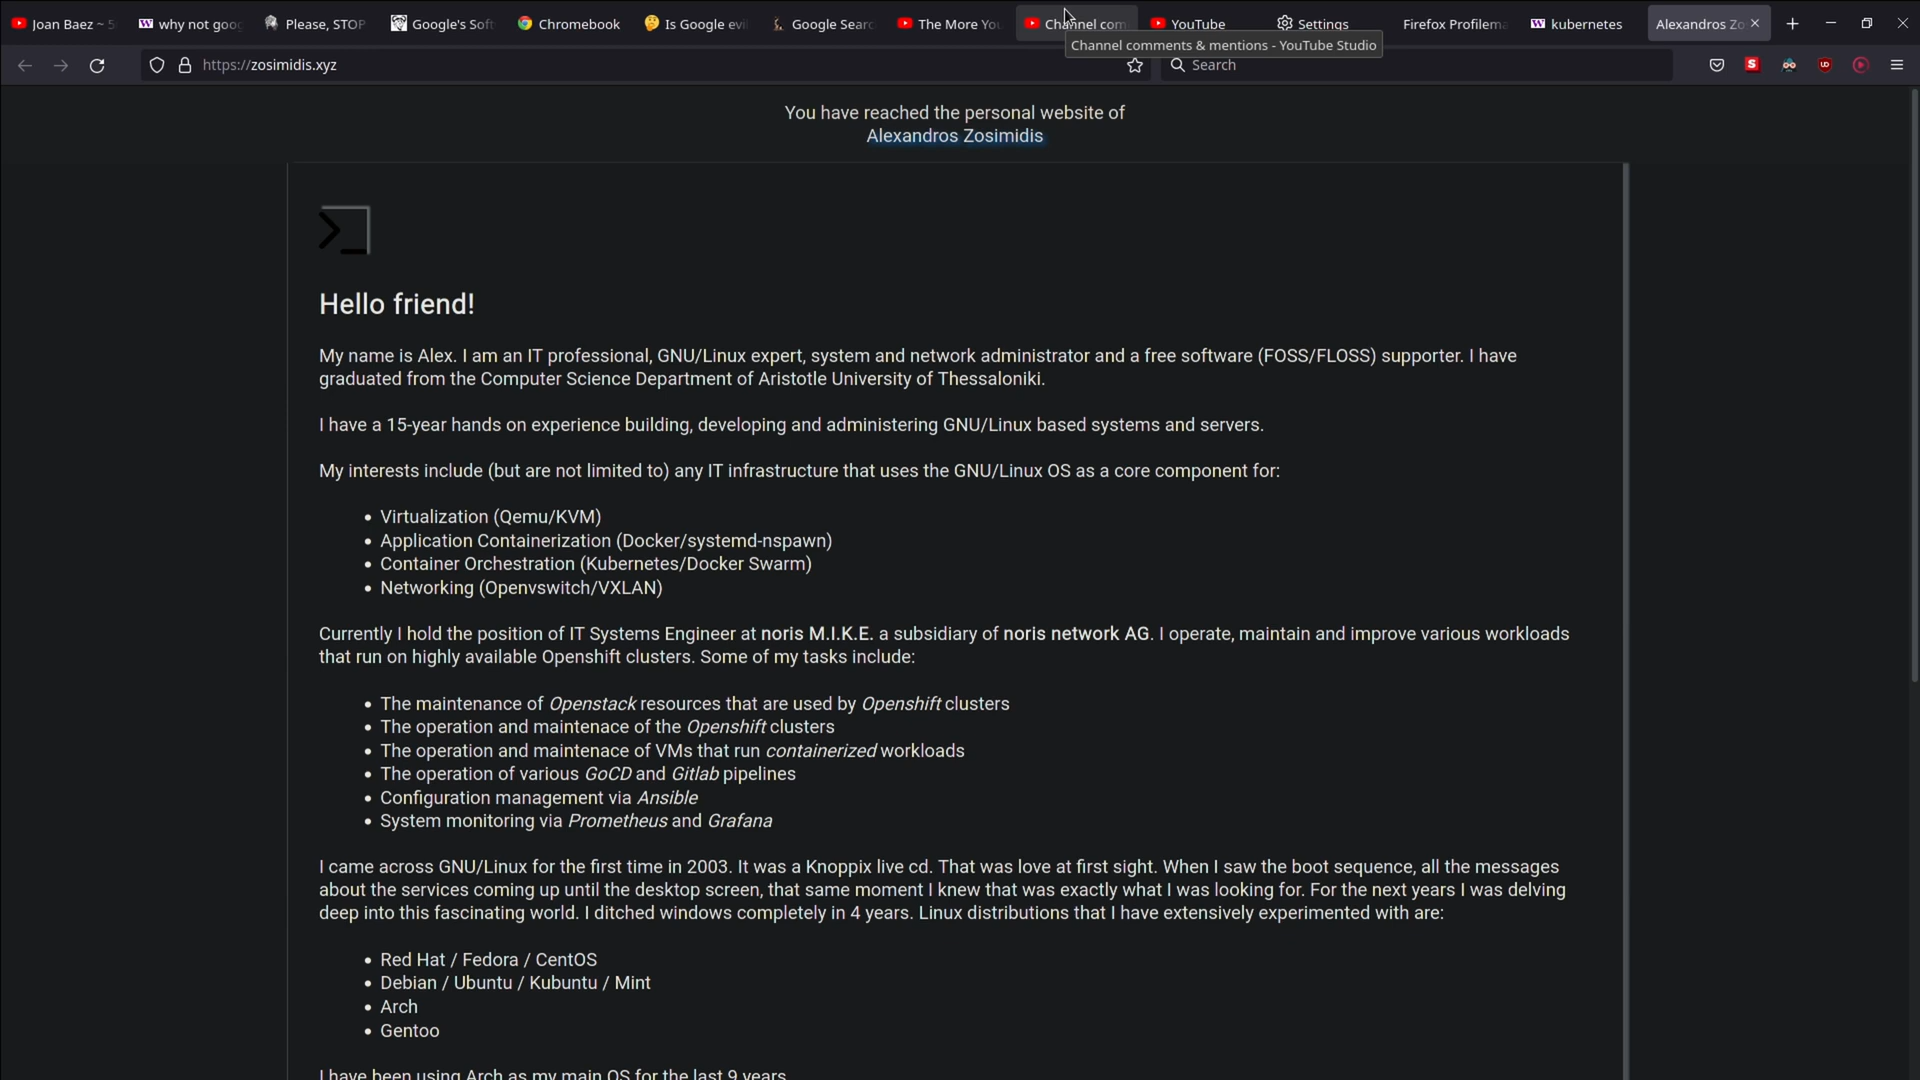 Joan Baez ~
why not goo
Please, STOP
Google's Soft
Chromebook
Is Google evi
Google Sear
The More Yo
Channel com
YouTube
Settings
Firefox Profilema
kubernetes
Alexandros Zo
Channel comments & mentions - YouTube Studio
https://zosimidis.xyz
Search
You have reached the personal website of
Alexandros Zosimidis
Hello friend!
My name is Alex. I am an IT professional, GNU/Linux expert, system and network administrator and a free software (FOSS/FLOSS) supporter. I have
graduated from the Computer Science Department of Aristotle University of Thessaloniki.
I have a 15-year hands on experience building, developing and administering GNU/Linux based systems and servers.
My interests include (but are not limited to) any IT infrastructure that uses the GNU/Linux OS as a core component for:
• Virtualization (Qemu/KVM)
• Application Containerization (Docker/systemd-nspawn)
• Container Orchestration (Kubernetes/Docker Swarm)
• Networking (Openvswitch/VXLAN)
Currently I hold the position of IT Systems Engineer at noris M.I.K.E. a subsidiary of noris network AG. I operate, maintain and improve various workloads
that run on highly available Openshift clusters. Some of my tasks include:
• The maintenance of Openstack resources that are used by Openshift clusters
• The operation and maintenace of the Openshift clusters
• The operation and maintenace of VMs that run containerized workloads
• The operation of various GoCD and Gitlab pipelines
• Configuration management via Ansible
• System monitoring via Prometheus and Grafana
I came across GNU/Linux for the first time in 2003. It was a Knoppix live cd. That was love at first sight. When I saw the boot sequence, all the messages
about the services coming up until the desktop screen, that same moment I knew that was exactly what I was looking for. For the next years I was delving
deep into this fascinating world. I ditched windows completely in 4 years. Linux distributions that I have extensively experimented with are:
• Red Hat / Fedora / CentOS
• Debian / Ubuntu / Kubuntu / Mint
• Arch
• Gentoo
I have been using Arch as my main OS for the last 9 years